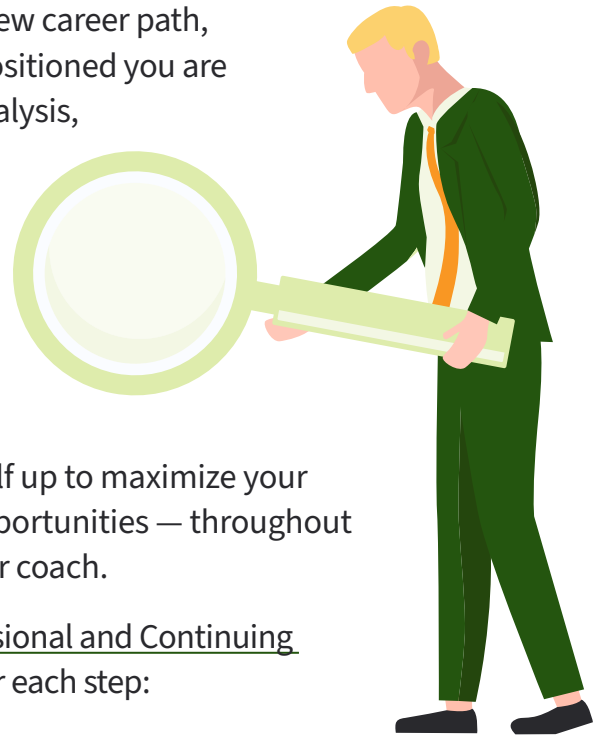 ew career path,
ositioned you are
alysis,
lf up to maximize your
portunities — throughout
r coach.
sional and Continuing
r each step: